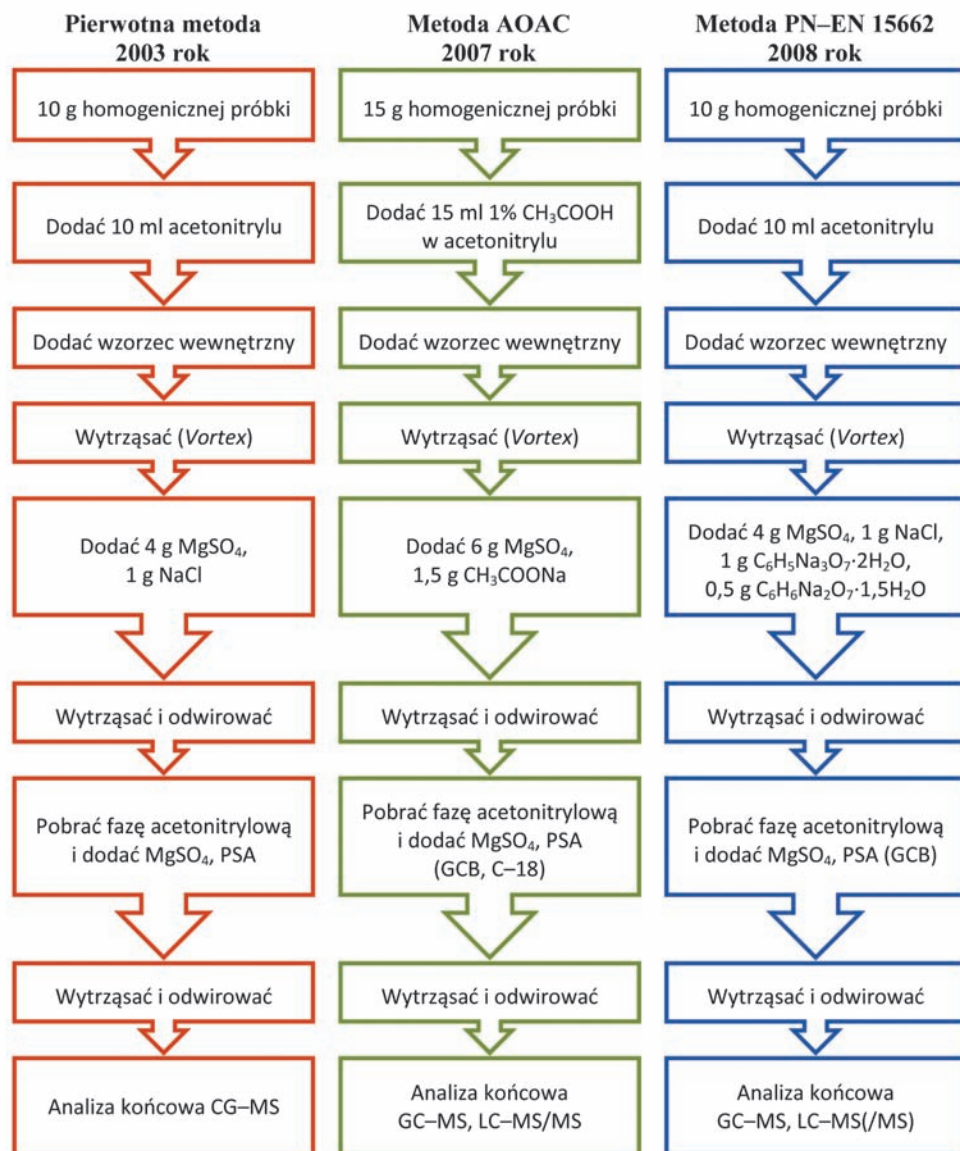 Pierwotna metoda
2003 rok
10 g homogenicznej próbki
Dodać 10 ml acetonitrylu
Dodać wzorzec wewnętrzny
Wytrząsać (Vortex)
Dodać 4 g MgSO₄,
1 g NaCl
Wytrząsać i odwirować
Pobrać fazę acetonitrylową
i dodać MgSO₄, PSA
Wytrząsać i odwirować
Analiza końcowa CG–MS
Metoda AOAC
2007 rok
15 g homogenicznej próbki
Dodać 15 ml 1% CH₃COOH
w acetonitrylu
Dodać wzorzec wewnętrzny
Wytrząsać (Vortex)
Dodać 6 g MgSO₄,
1,5 g CH₃COONa
Wytrząsać i odwirować
Pobrać fazę acetonitrylową
i dodać MgSO₄, PSA
(GCB, C–18)
Wytrząsać i odwirować
Analiza końcowa
GC–MS, LC–MS/MS
Metoda PN–EN 15662
2008 rok
10 g homogenicznej próbki
Dodać 10 ml acetonitrylu
Dodać wzorzec wewnętrzny
Wytrząsać (Vortex)
Dodać 4 g MgSO₄, 1 g NaCl,
1 g C₆H₅Na₃O₇·2H₂O,
0,5 g C₆H₆Na₂O₇·1,5H₂O
Wytrząsać i odwirować
Pobrać fazę acetonitrylową
i dodać MgSO₄, PSA (GCB)
Wytrząsać i odwirować
Analiza końcowa
GC–MS, LC–MS(/MS)